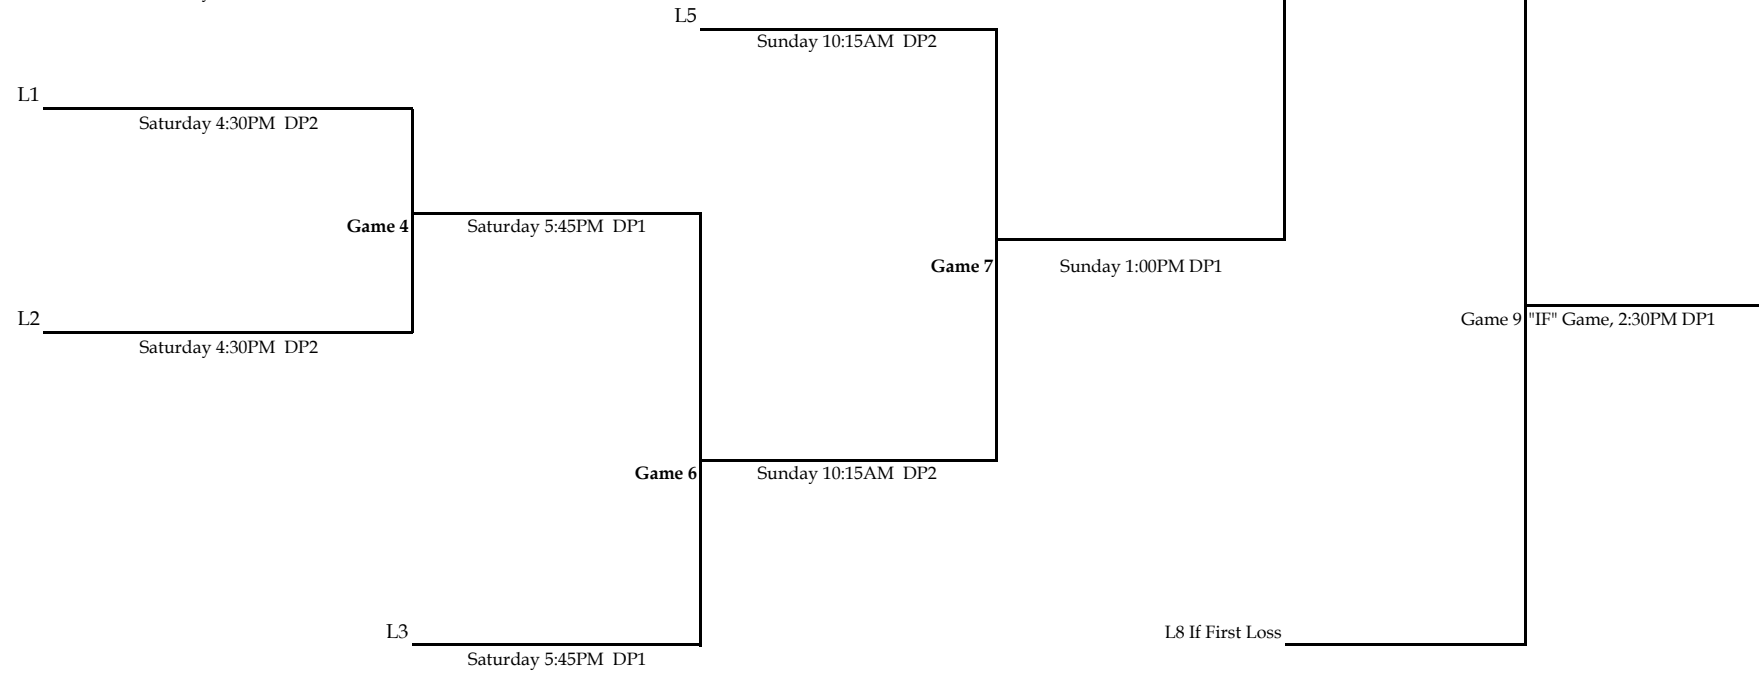 L5
Sunday 10:15AM DP2
L1
Saturday 4:30PM DP2
Game 4
Saturday 5:45PM DP1
Game 7
Sunday 1:00PM DP1
L2
Saturday 4:30PM DP2
Game 9 "IF" Game, 2:30PM DP1
Game 6
Sunday 10:15AM DP2
L3
Saturday 5:45PM DP1
L8 If First Loss